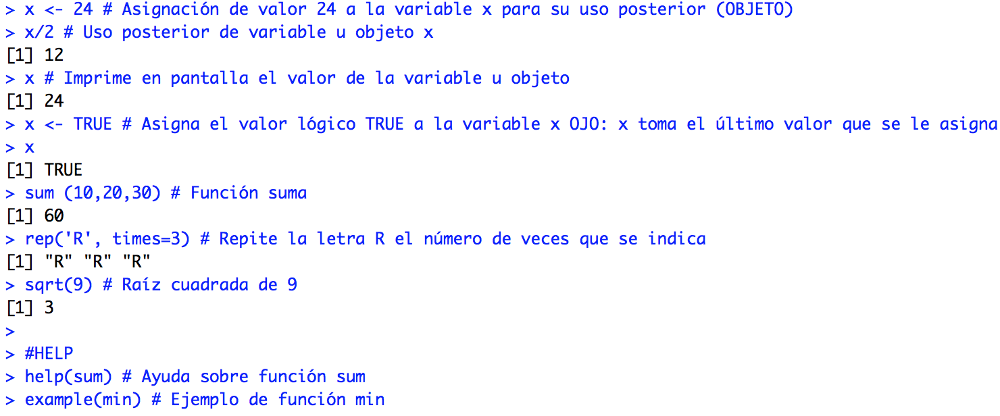 > x <- 24 # Asignación de valor 24 a la variable x para su uso posterior (OBJETO)
> x/2 # Uso posterior de variable u objeto x
[1] 12
> x # Imprime en pantalla el valor de la variable u objeto
[1] 24
> x <- TRUE # Asigna el valor lógico TRUE a la variable x OJO: x toma el último valor que se le asigna
> x
[1] TRUE
> sum (10,20,30) # Función suma
[1] 60
> rep('R', times=3) # Repite la letra R el número de veces que se indica
[1] "R" "R" "R"
> sqrt(9) # Raíz cuadrada de 9
[1] 3
>
> #HELP
> help(sum) # Ayuda sobre función sum
> example(min) # Ejemplo de función min